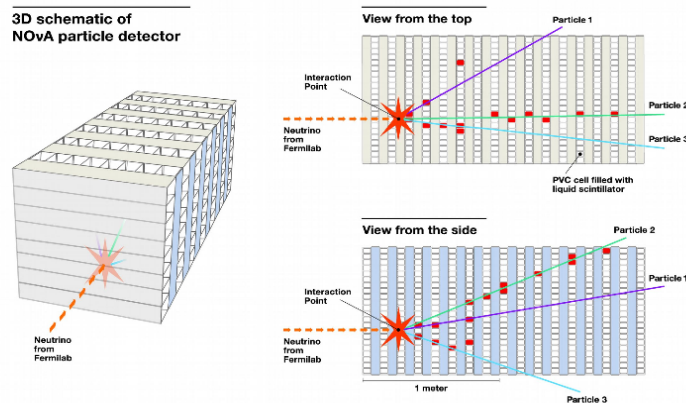 3D schematic of
NOvA particle detector
Neutrino
from
Fermilab
View from the top
Particle 1
Interaction
Point
Particle 2
Neutrino
from
Fermilab
Particle 3
PVC cell filled with
liquid scintillator
View from the side
Particle 2
Particle 1
Interaction
Point
Neutrino
from
Fermilab
1 meter
Particle 3